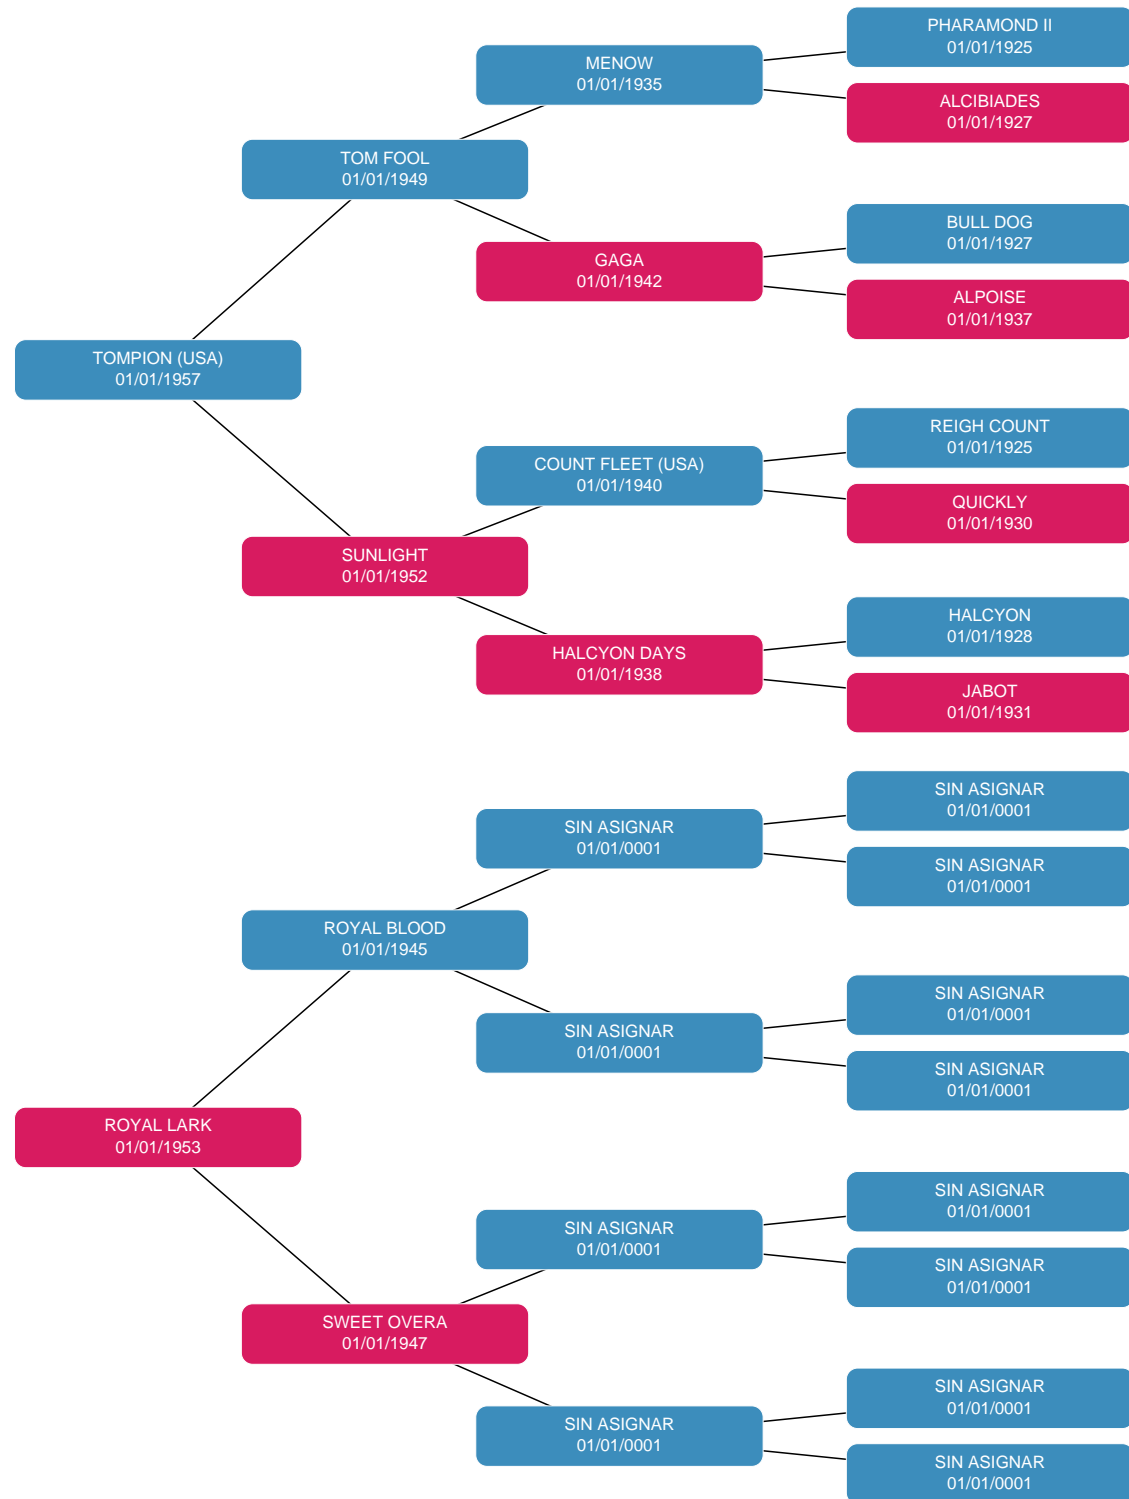 PHARAMOND II
01/01/1925
MENOW
01/01/1935
ALCIBIADES
01/01/1927
TOM FOOL
01/01/1949
BULL DOG
01/01/1927
GAGA
01/01/1942
ALPOISE
01/01/1937
TOMPION (USA)
01/01/1957
REIGH COUNT
01/01/1925
COUNT FLEET (USA)
01/01/1940
QUICKLY
01/01/1930
SUNLIGHT
01/01/1952
HALCYON
01/01/1928
HALCYON DAYS
01/01/1938
JABOT
01/01/1931
SIN ASIGNAR
01/01/0001
SIN ASIGNAR
01/01/0001
SIN ASIGNAR
01/01/0001
ROYAL BLOOD
01/01/1945
SIN ASIGNAR
01/01/0001
SIN ASIGNAR
01/01/0001
SIN ASIGNAR
01/01/0001
ROYAL LARK
01/01/1953
SIN ASIGNAR
01/01/0001
SIN ASIGNAR
01/01/0001
SIN ASIGNAR
01/01/0001
SWEET OVERA
01/01/1947
SIN ASIGNAR
01/01/0001
SIN ASIGNAR
01/01/0001
SIN ASIGNAR
01/01/0001